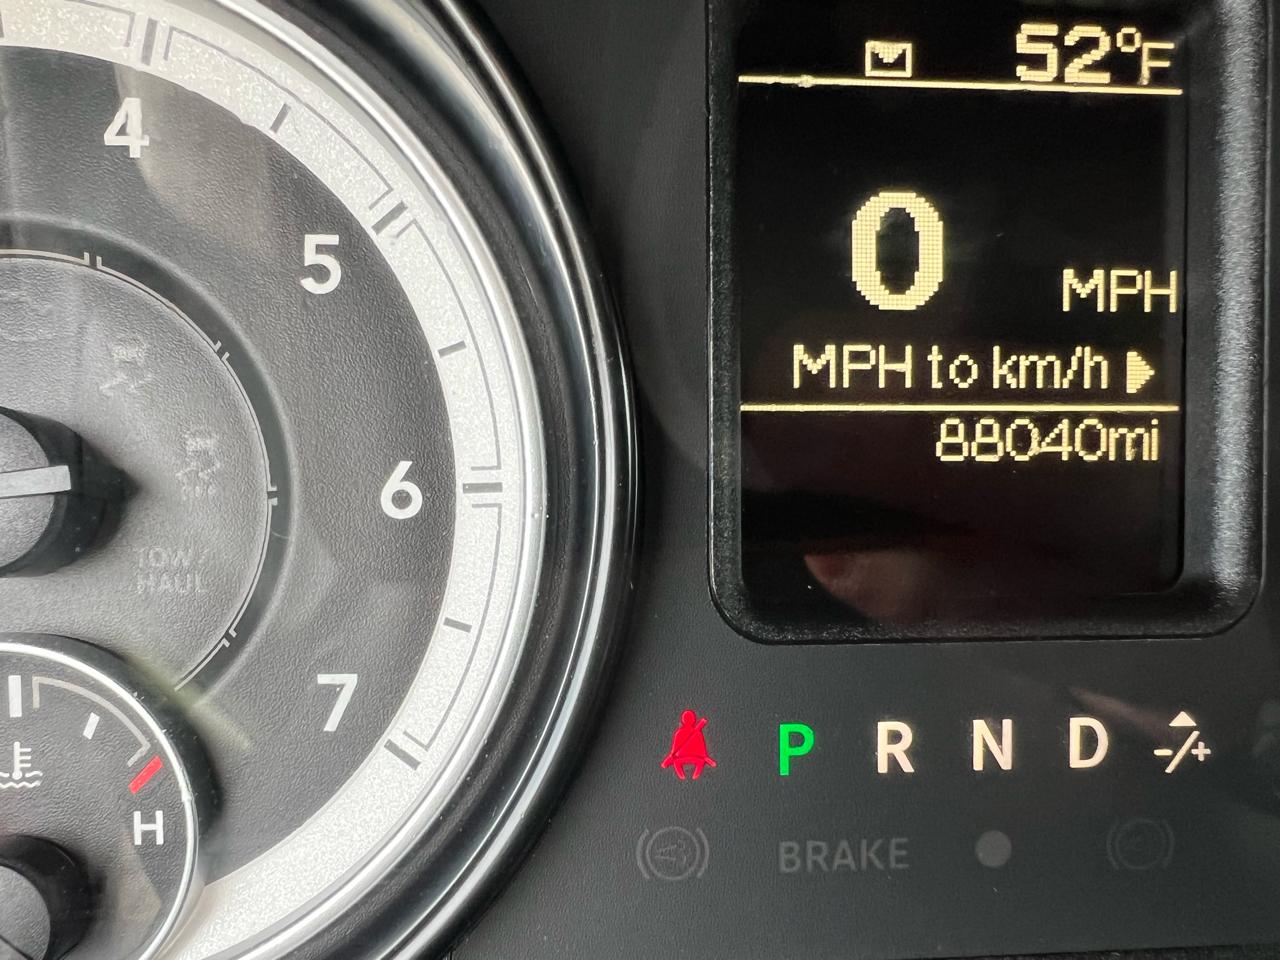 4
5
6
7
TOW/
HAUL
H
52°F
0
MPH
MPH to km/h
88040mi
P R N D -/+
BRAKE